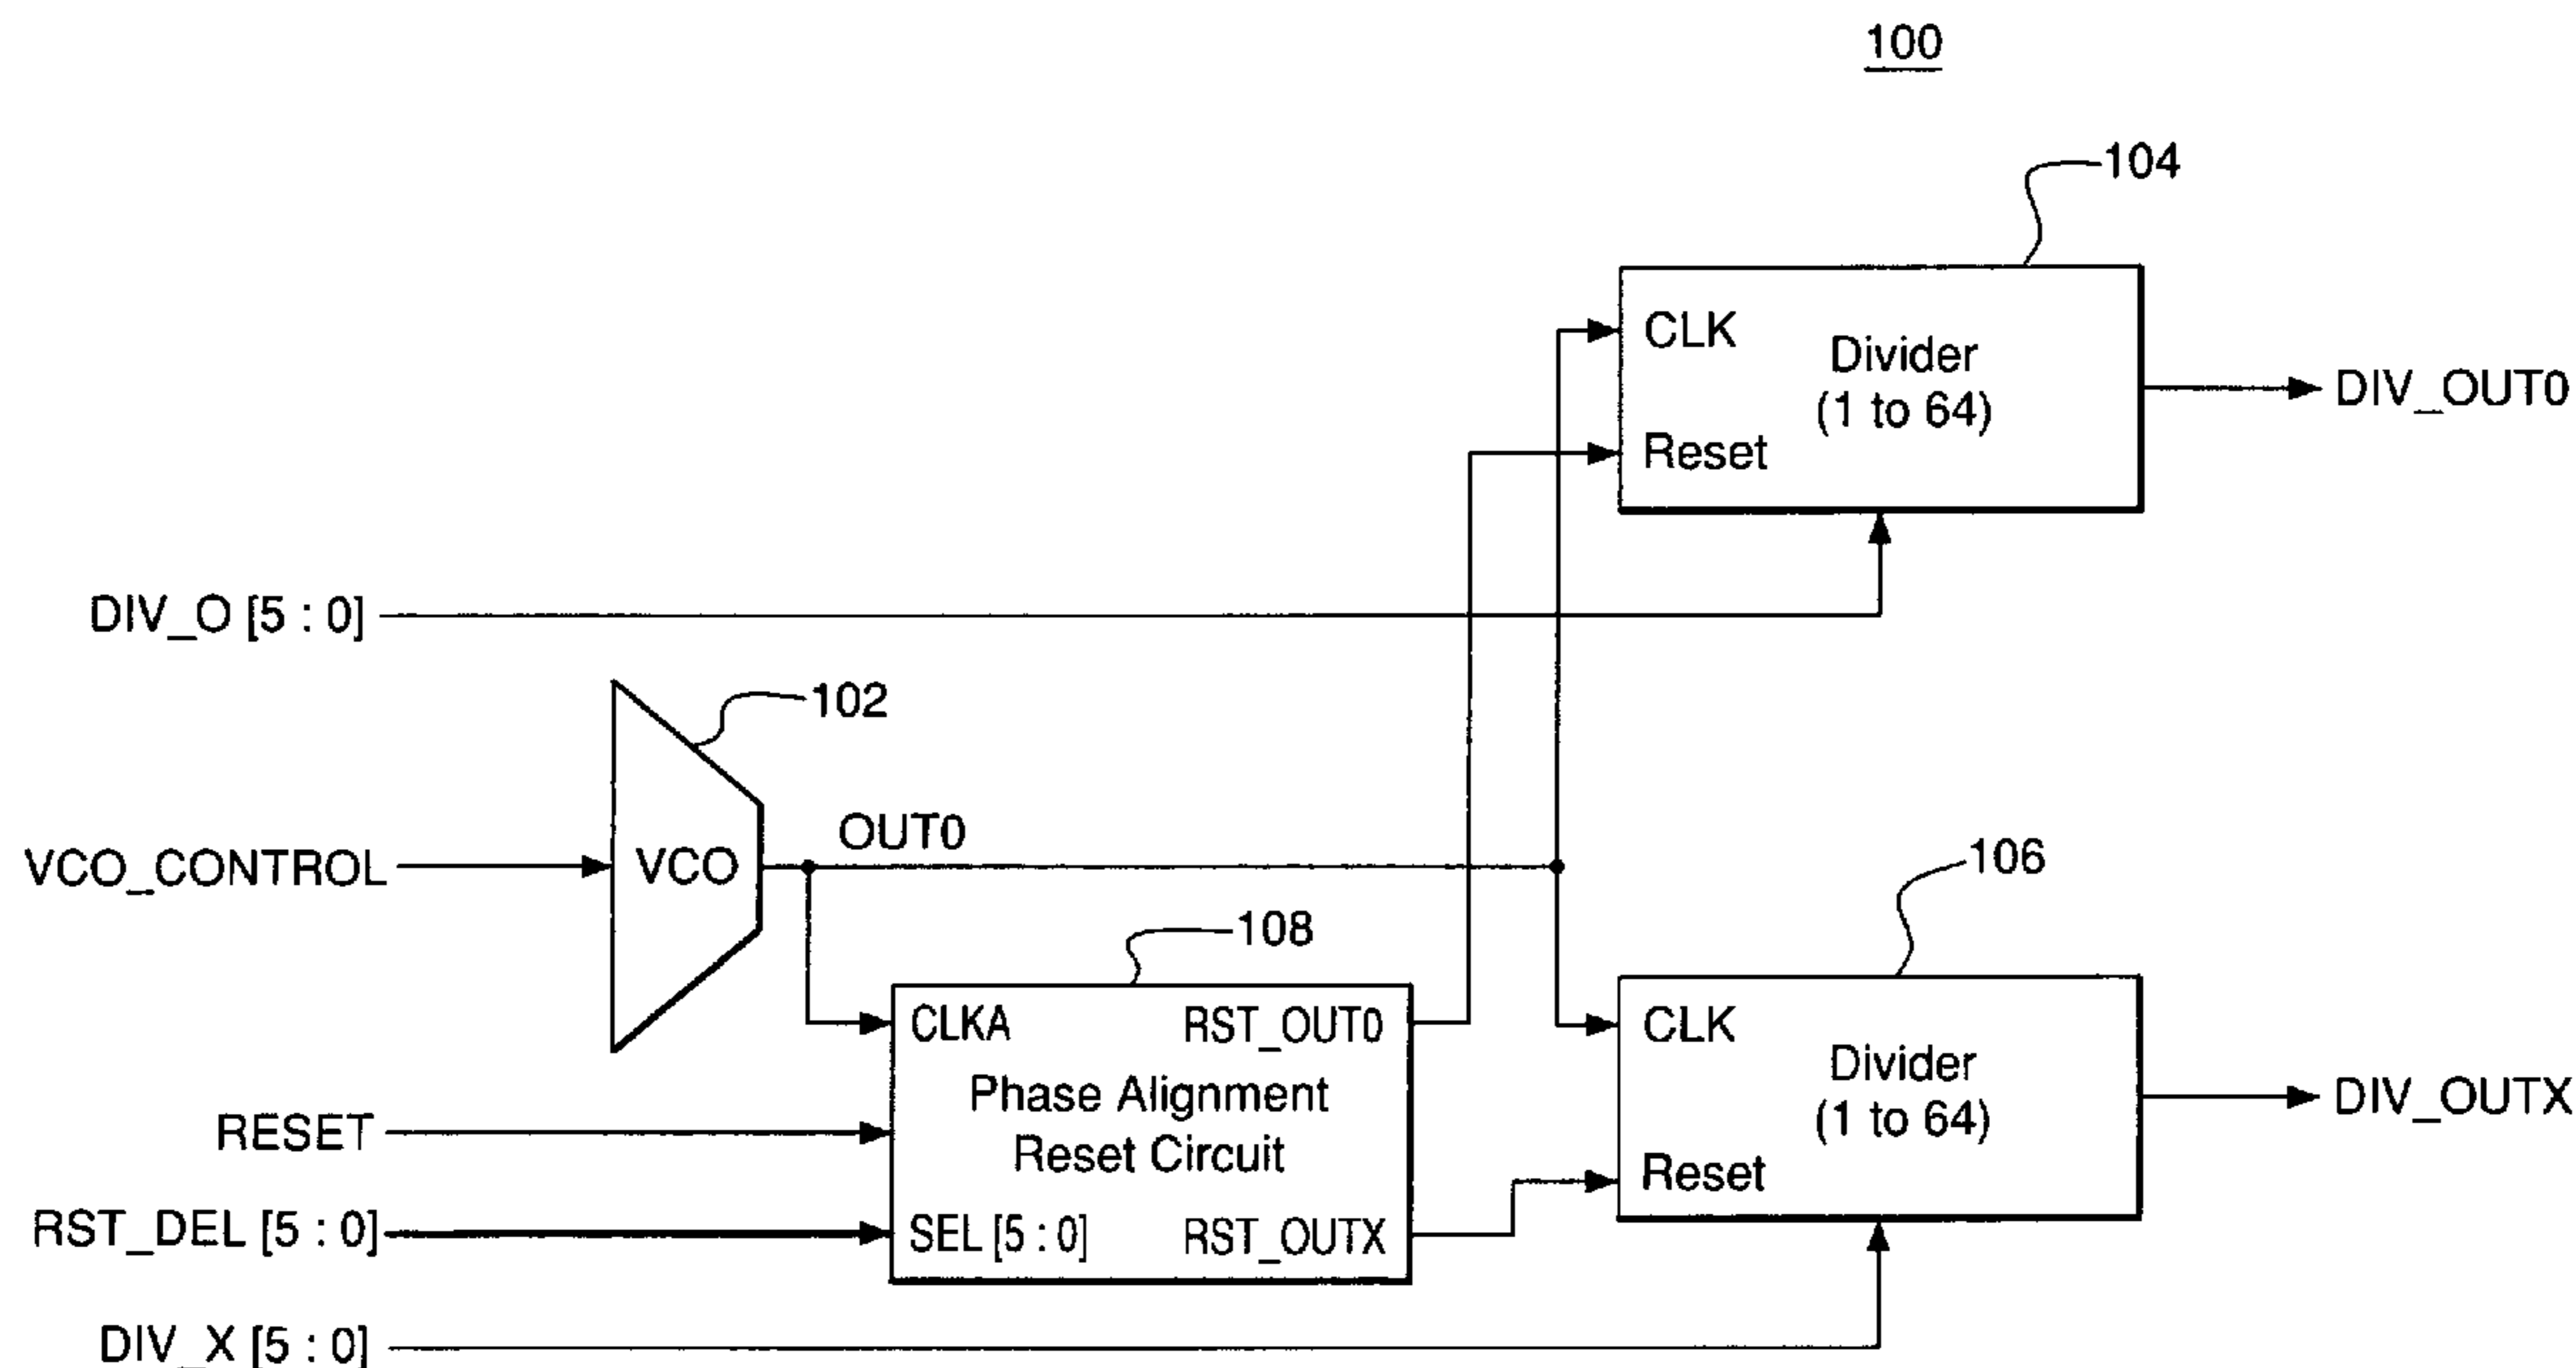 100
104
CLK
Divider
(1 to 64)
Reset
DIV_OUT0
DIV_O [5 : 0]
102
VCO_CONTROL
VCO
OUT0
108
CLKA
RST_OUT0
Phase Alignment
Reset Circuit
SEL [5 : 0]
RST_OUTX
RESET
RST_DEL [5 : 0]
DIV_X [5 : 0]
106
CLK
Divider
(1 to 64)
Reset
DIV_OUTX